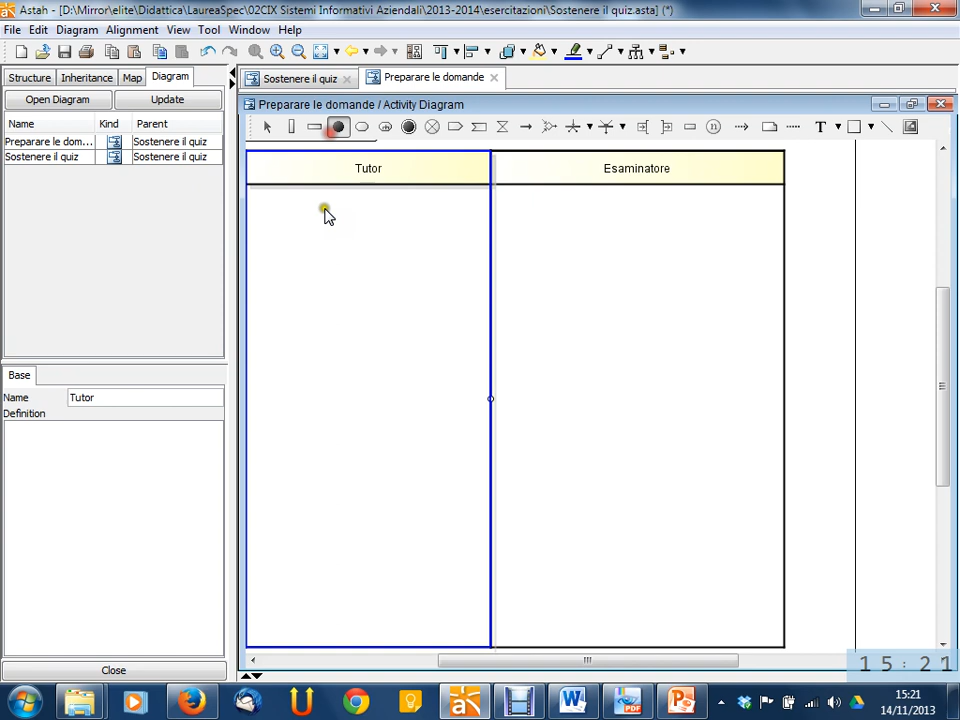 Astah - [D:\Mirror\elite\Didattica\LaureaSpec\02CIX Sistemi Informativi Aziendali\2013-2014\esercitazioni\Sostenere il quiz.asta] (*)
File Edit Diagram Alignment View Tool Window Help
Structure Inheritance Map Diagram
Sostenere il quiz Preparare le domande
Open Diagram Update
Preparare le domande / Activity Diagram
Name Kind Parent
Preparare le dom... Sostenere il quiz
Sostenere il quiz Sostenere il quiz
Tutor Esaminatore
Base
Name Tutor
Definition
Close
15:21
15:21
14/11/2013